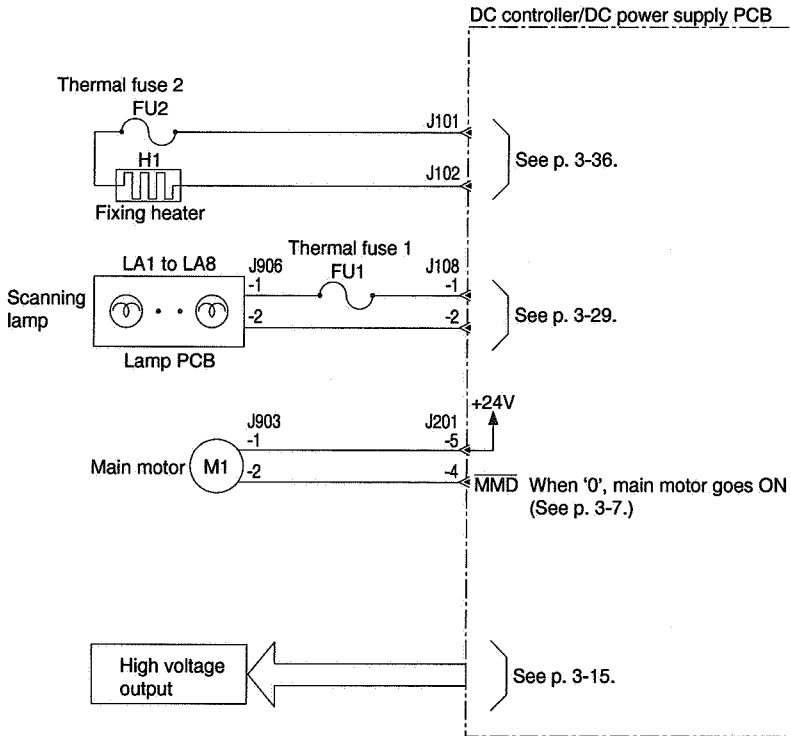 DC controller/DC power supply PCB
Thermal fuse 2
FU2
J101
H1
J102
See p. 3-36.
Fixing heater
Thermal fuse 1
LA1 to LA8
J906
FU1
J108
-1
-1
Scanning
lamp
-2
-2
See p. 3-29.
Lamp PCB
+24V
J903
J201
-1
-5
Main motor
M1
-2
-4
MMD When ‘0’, main motor goes ON
(See p. 3-7.)
High voltage
output
See p. 3-15.